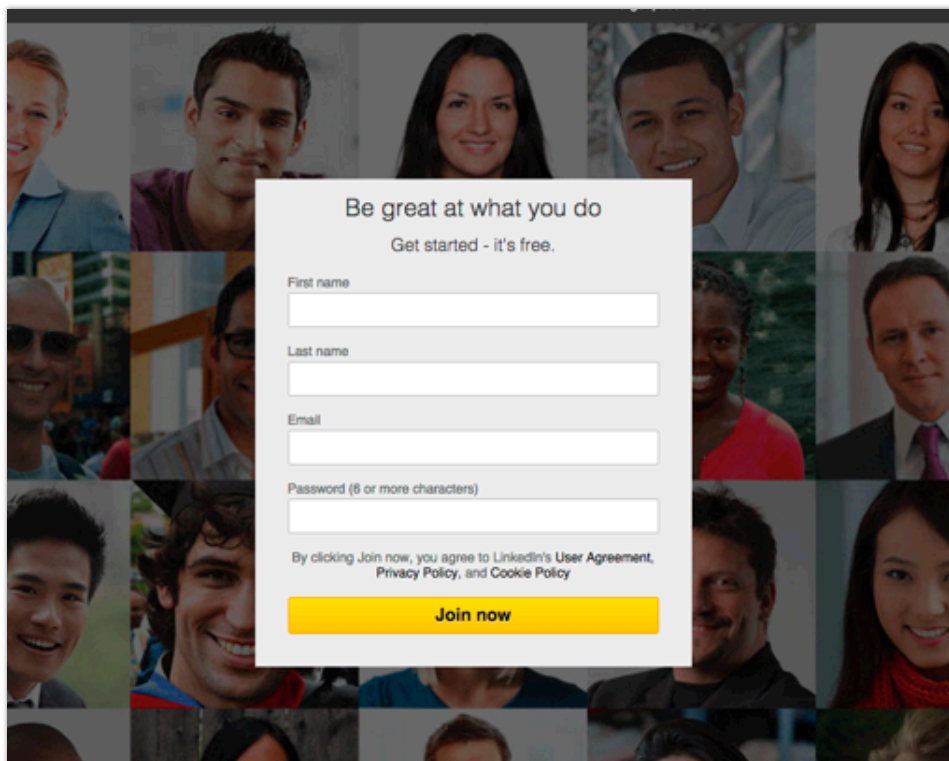 Be great at what you do
Get started - it's free.
First name
Last name
Email
Password (6 or more characters)
By clicking Join now, you agree to LinkedIn's User Agreement,
Privacy Policy, and Cookie Policy
Join now